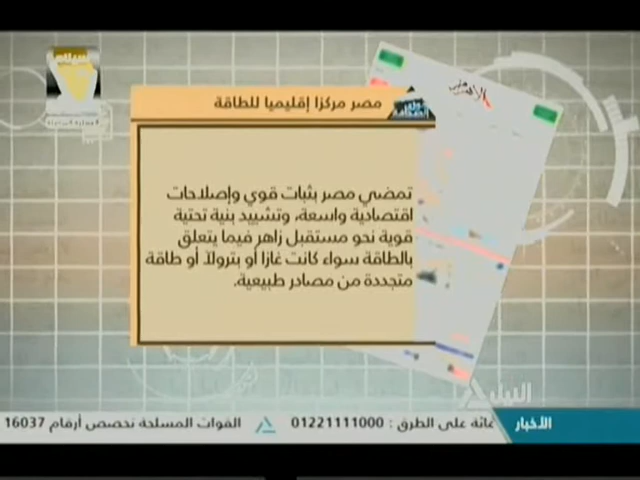 مصر مركزا إقليميا للطاقة
تمضي مصر بثبات قوي وإصلاحات
اقتصادية واسعة، وتشييد بنية تحتية
قوية نحو مستقبل زاهر فيما يتعلق
بالطاقة سواء كانت غازا أو بترولا أو طاقة
متجددة من مصادر طبيعية.
الأخبار
على الطرق : 01221111000
القوات المسلحة تخصص أرقام 16037